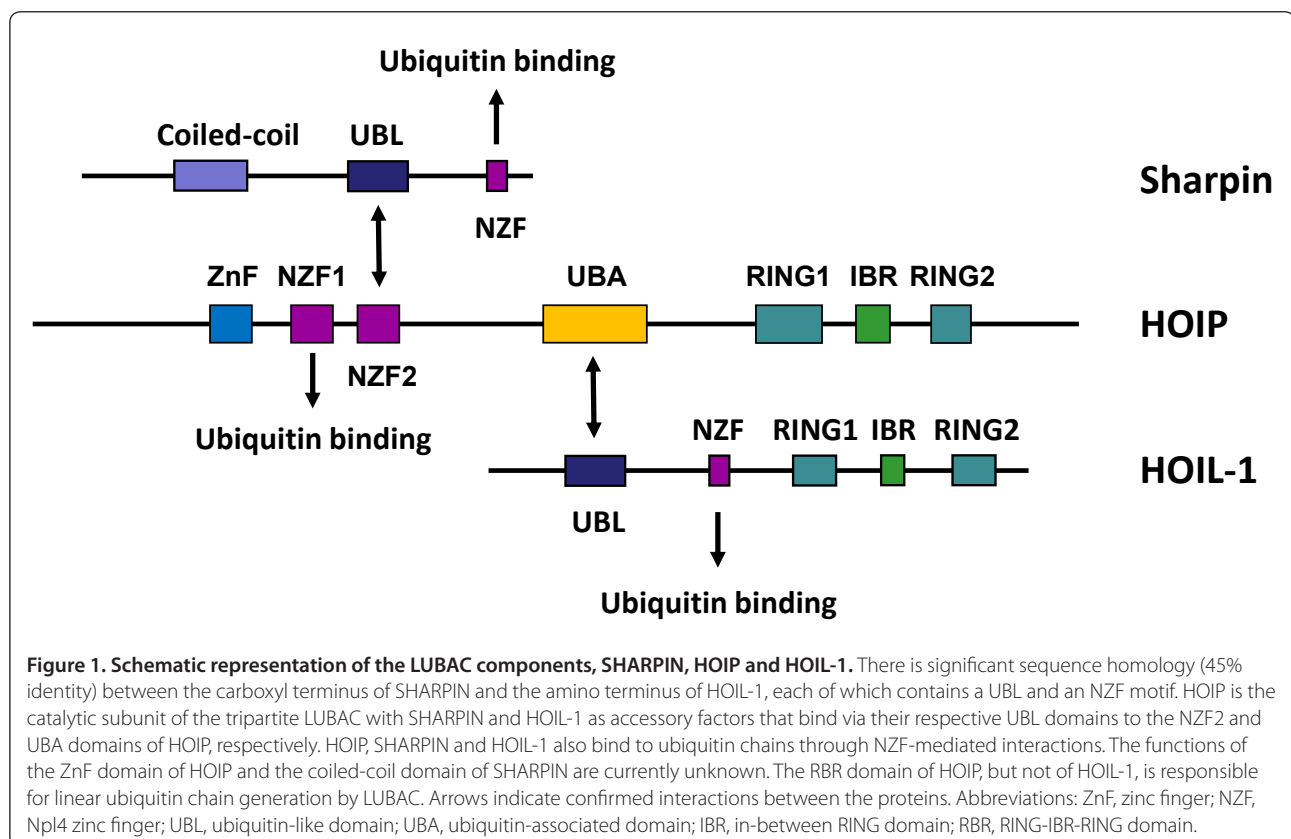 Ubiquitin binding
Coiled-coil UBL
Sharpin
NZF
ZnF NZF1 UBA RING1 IBR RING2
HOIP
NZF2
Ubiquitin binding
NZF RING1 IBR RING2
HOIL-1
UBL
Ubiquitin binding
Figure 1. Schematic representation of the LUBAC components, SHARPIN, HOIP and HOIL-1. There is significant sequence homology (45%
identity) between the carboxyl terminus of SHARPIN and the amino terminus of HOIL-1, each of which contains a UBL and an NZF motif. HOIP is the
catalytic subunit of the tripartite LUBAC with SHARPIN and HOIL-1 as accessory factors that bind via their respective UBL domains to the NZF2 and
UBA domains of HOIP, respectively. HOIP, SHARPIN and HOIL-1 also bind to ubiquitin chains through NZF-mediated interactions. The functions of
the ZnF domain of HOIP and the coiled-coil domain of SHARPIN are currently unknown. The RBR domain of HOIP, but not of HOIL-1, is responsible
for linear ubiquitin chain generation by LUBAC. Arrows indicate confirmed interactions between the proteins. Abbreviations: ZnF, zinc finger; NZF,
Npl4 zinc finger; UBL, ubiquitin-like domain; UBA, ubiquitin-associated domain; IBR, in-between RING domain; RBR, RING-IBR-RING domain.